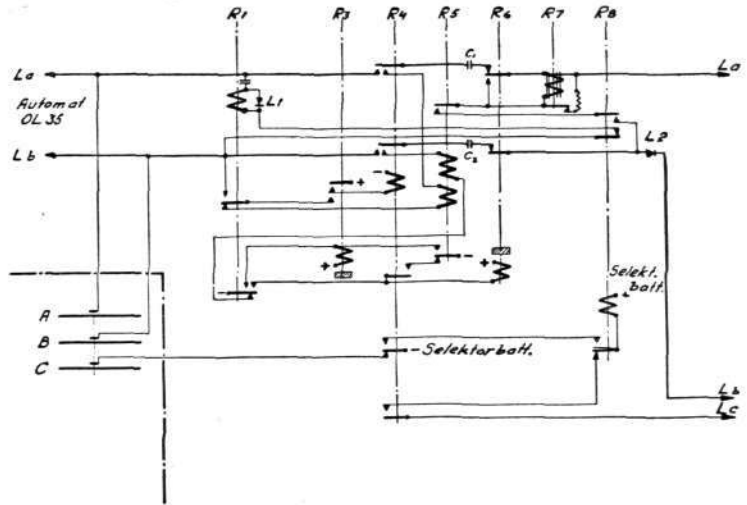 R1 R3 R4 R5 R6 R7 R8
La C1 La
Automat
OL 35
L1
Lb C2 L2
+ -
+ - +
Selekt.
batt.
+
-
A
B
C
- Selektorbatt.
Lb
Lc